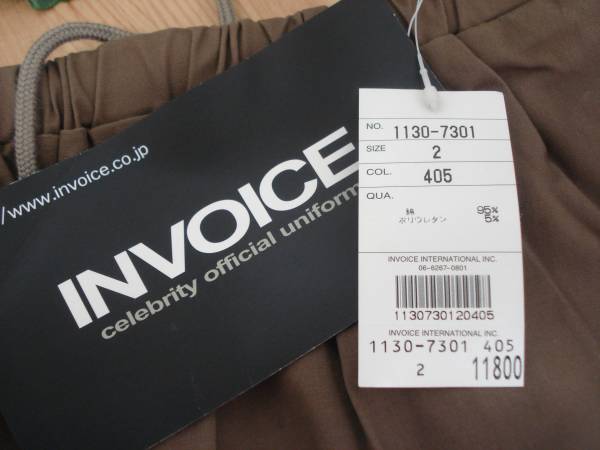 /www.invoice.co.jp
INVOICE
celebrity official uniform
NO. 1130-7301
SIZE 2
COL. 405
QUA.
綿 95%
ポリウレタン 5%
INVOICE INTERNATIONAL INC.
06-6267-0801
1130730120405
INVOICE INTERNATIONAL INC.
1130-7301 405
2 11800